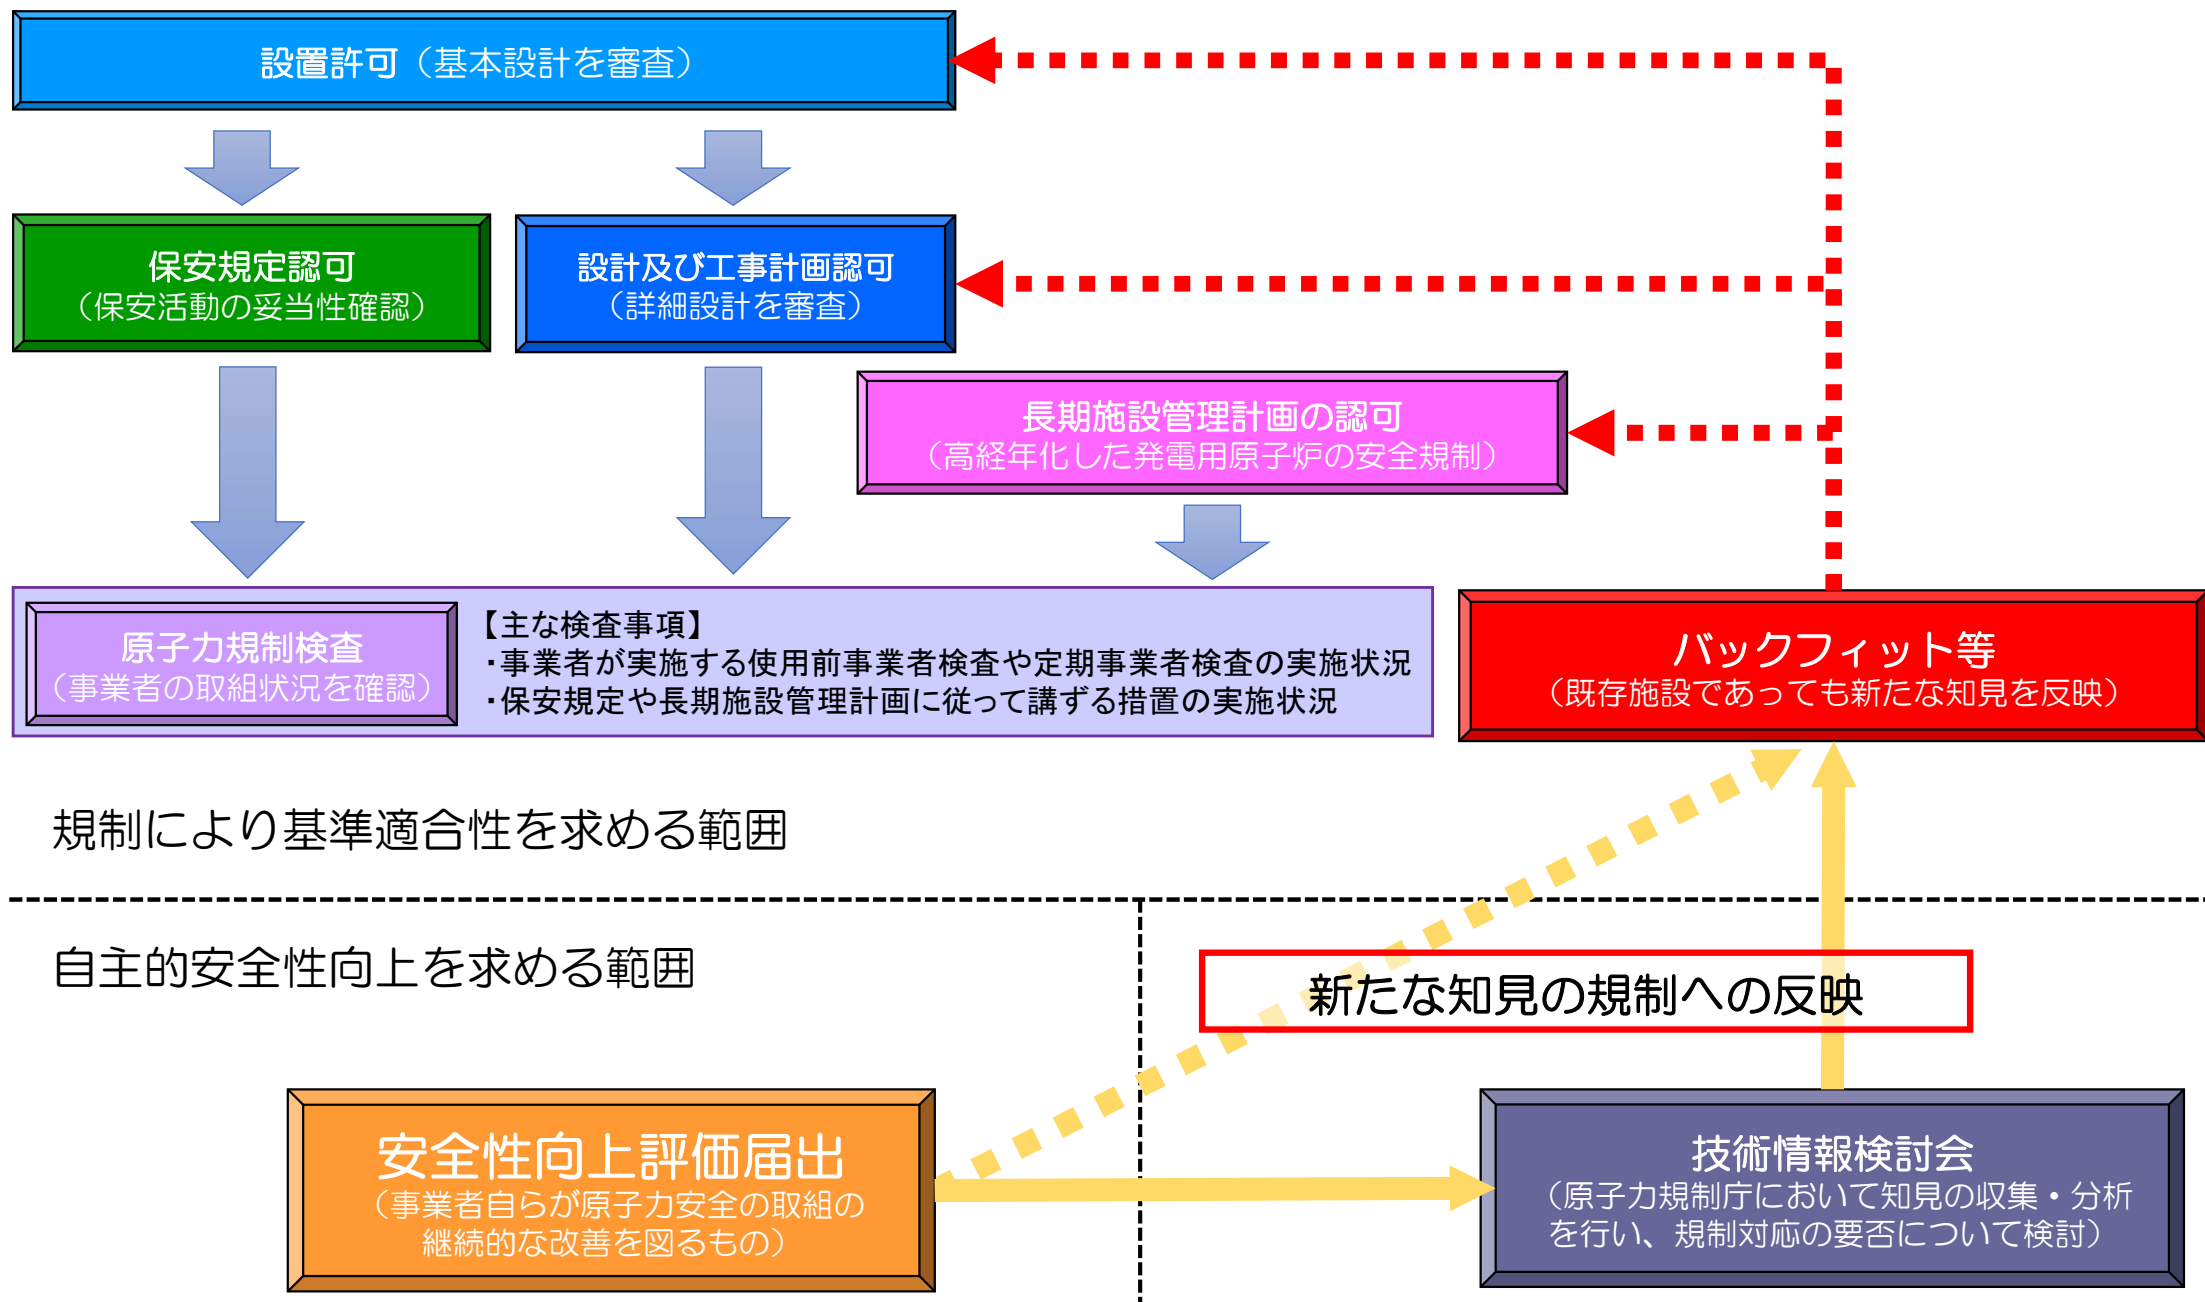 設置許可（基本設計を審査）
保安規定認可
（保安活動の妥当性確認）
設計及び工事計画認可
（詳細設計を審査）
長期施設管理計画の認可
（高経年化した発電用原子炉の安全規制）
原子力規制検査
（事業者の取組状況を確認）
【主な検査事項】
・事業者が実施する使用前事業者検査や定期事業者検査の実施状況
・保安規定や長期施設管理計画に従って講ずる措置の実施状況
バックフィット等
（既存施設であっても新たな知見を反映）
規制により基準適合性を求める範囲
自主的安全性向上を求める範囲
新たな知見の規制への反映
安全性向上評価届出
（事業者自らが原子力安全の取組の
継続的な改善を図るもの）
技術情報検討会
（原子力規制庁において知見の収集・分析
を行い、規制対応の要否について検討）